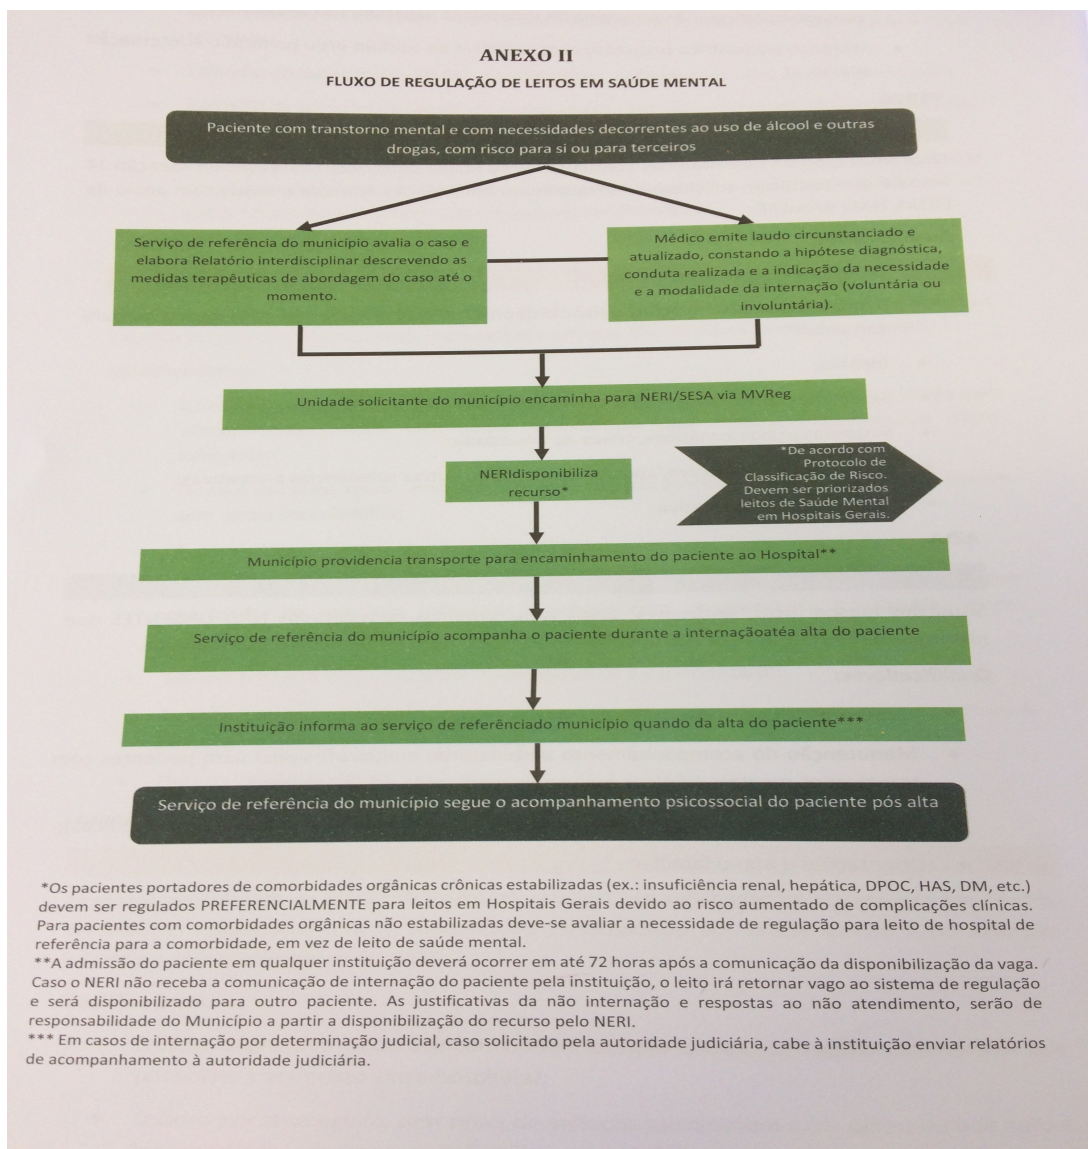 ANEXO II
FLUXO DE REGULAÇÃO DE LEITOS EM SAÚDE MENTAL
Paciente com transtorno mental e com necessidades decorrentes ao uso de álcool e outras
drogas, com risco para si ou para terceiros
Serviço de referência do município avalia o caso e
elabora Relatório interdisciplinar descrevendo as
medidas terapêuticas de abordagem do caso até o
momento.
Médico emite laudo circunstanciado e
atualizado, constando a hipótese diagnóstica,
conduta realizada e a indicação da necessidade
e a modalidade da internação (voluntária ou
involuntária).
Unidade solicitante do município encaminha para NERI/SESA via MVReg
NERIdisponibiliza
recurso*
*De acordo com
Protocolo de
Classificação de Risco.
Devem ser priorizados
leitos de Saúde Mental
em Hospitais Gerais.
Município providencia transporte para encaminhamento do paciente ao Hospital**
Serviço de referência do município acompanha o paciente durante a internaçãoatéa alta do paciente
Instituição informa ao serviço de referênciado município quando da alta do paciente***
Serviço de referência do município segue o acompanhamento psicossocial do paciente pós alta
*Os pacientes portadores de comorbidades orgânicas crônicas estabilizadas (ex.: insuficiência renal, hepática, DPOC, HAS, DM, etc.)
devem ser regulados PREFERENCIALMENTE para leitos em Hospitais Gerais devido ao risco aumentado de complicações clínicas.
Para pacientes com comorbidades orgânicas não estabilizadas deve-se avaliar a necessidade de regulação para leito de hospital de
referência para a comorbidade, em vez de leito de saúde mental.
**A admissão do paciente em qualquer instituição deverá ocorrer em até 72 horas após a comunicação da disponibilização da vaga.
Caso o NERI não receba a comunicação de internação do paciente pela instituição, o leito irá retornar vago ao sistema de regulação
e será disponibilizado para outro paciente. As justificativas da não internação e respostas ao não atendimento, serão de
responsabilidade do Município a partir a disponibilização do recurso pelo NERI.
*** Em casos de internação por determinação judicial, caso solicitado pela autoridade judiciária, cabe à instituição enviar relatórios
de acompanhamento à autoridade judiciária.